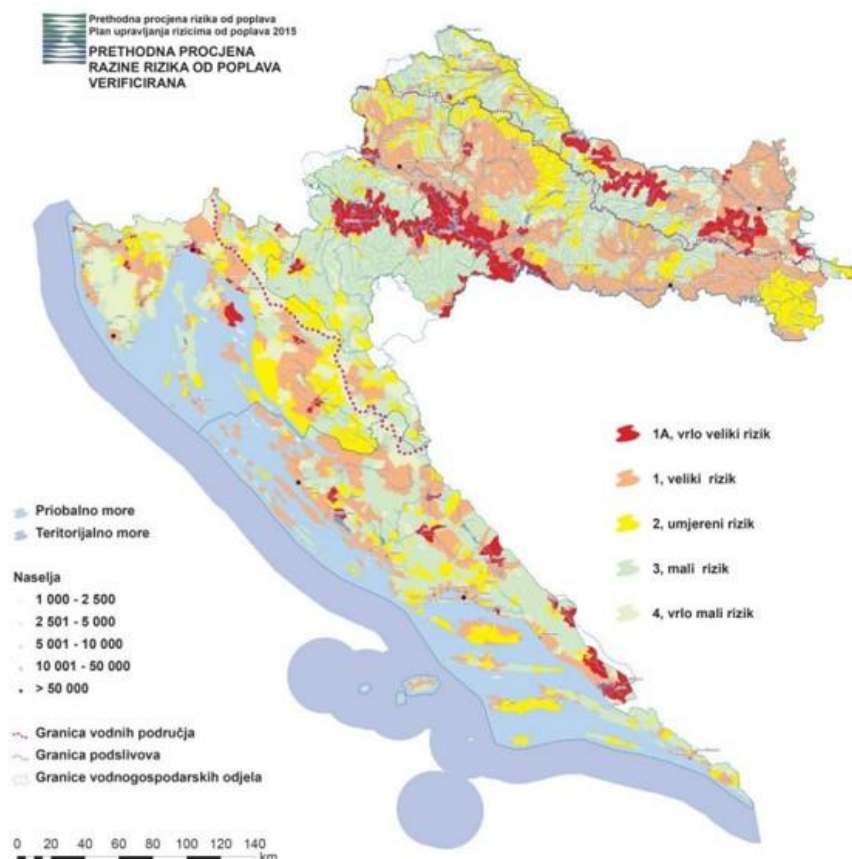 Prethodna procjena rizika od poplava
Plan upravljanja rizicima od poplava 2015
PRETHODNA PROCJENA
RAZINE RIZIKA OD POPLAVA
VERIFICIRANA
1A, vrlo veliki rizik
1, veliki rizik
2, umjereni rizik
3, mali rizik
4, vrlo mali rizik
Priobalno more
Teritorijalno more
Naselja
1 000 - 2 500
2 501 - 5 000
5 001 - 10 000
10 001 - 50 000
> 50 000
Granica vodnih područja
Granica podslivova
Granice vodnogospodarskih odjela
0 20 40 60 80 100 120 140
km